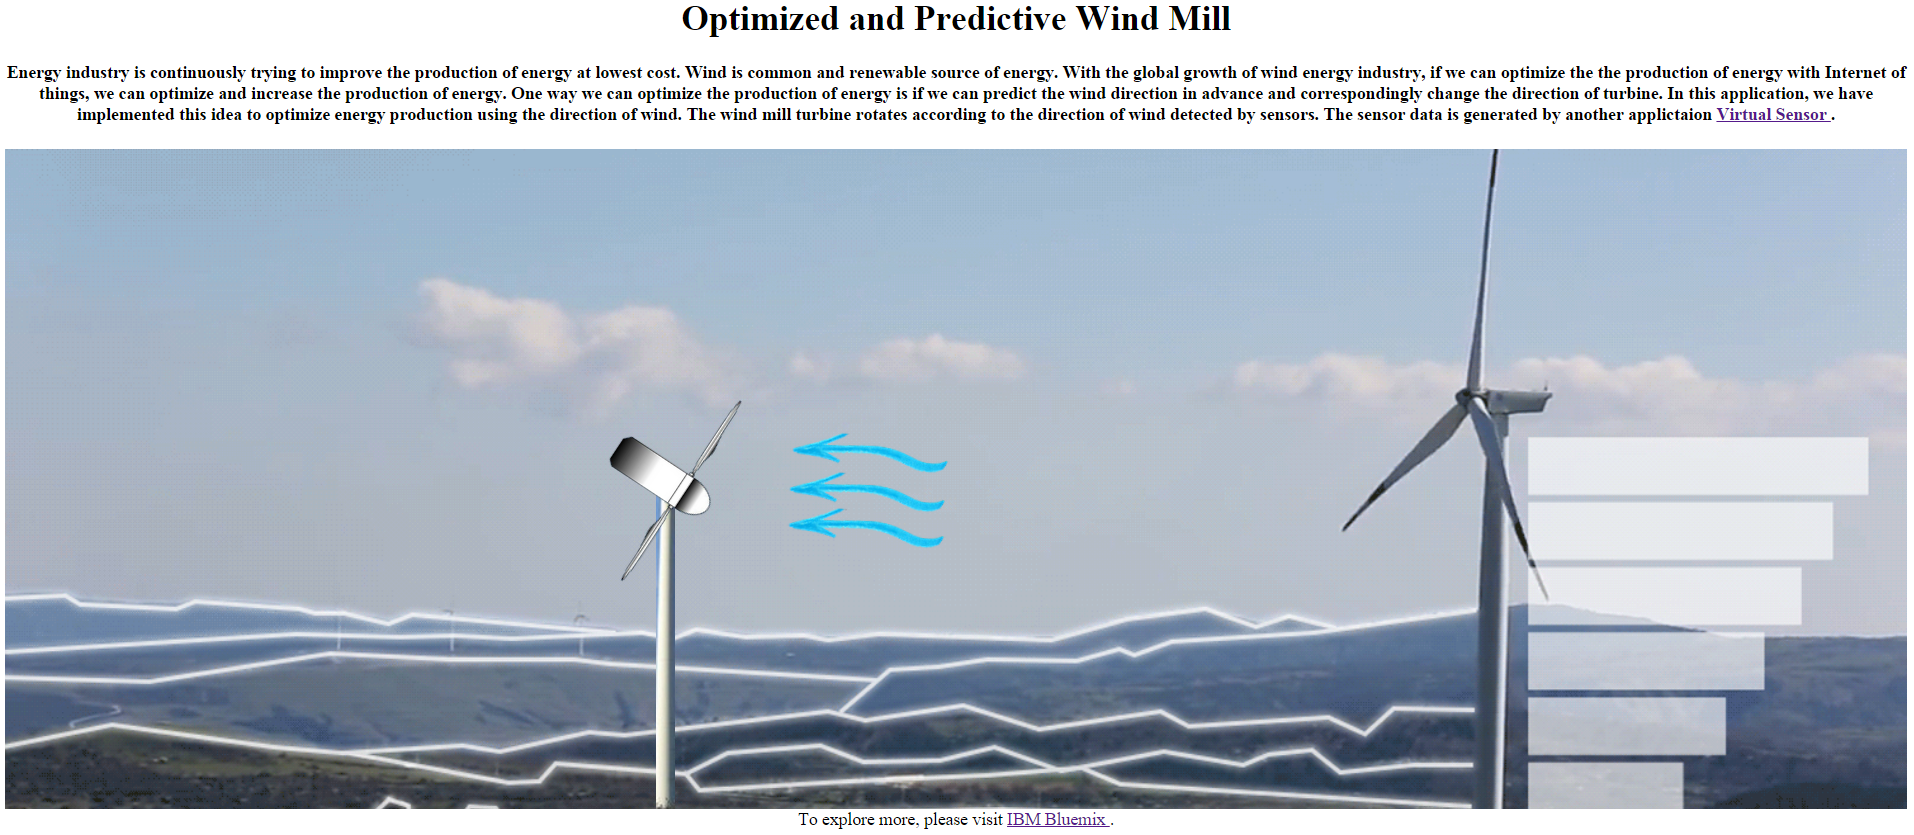 Optimized and Predictive Wind Mill
Energy industry is continuously trying to improve the production of energy at lowest cost. Wind is common and renewable source of energy. With the global growth of wind energy industry, if we can optimize the the production of energy with Internet of
things, we can optimize and increase the production of energy. One way we can optimize the production of energy is if we can predict the wind direction in advance and correspondingly change the direction of turbine. In this application, we have
implemented this idea to optimize energy production using the direction of wind. The wind mill turbine rotates according to the direction of wind detected by sensors. The sensor data is generated by another applictaion Virtual Sensor .
To explore more, please visit IBM Bluemix .